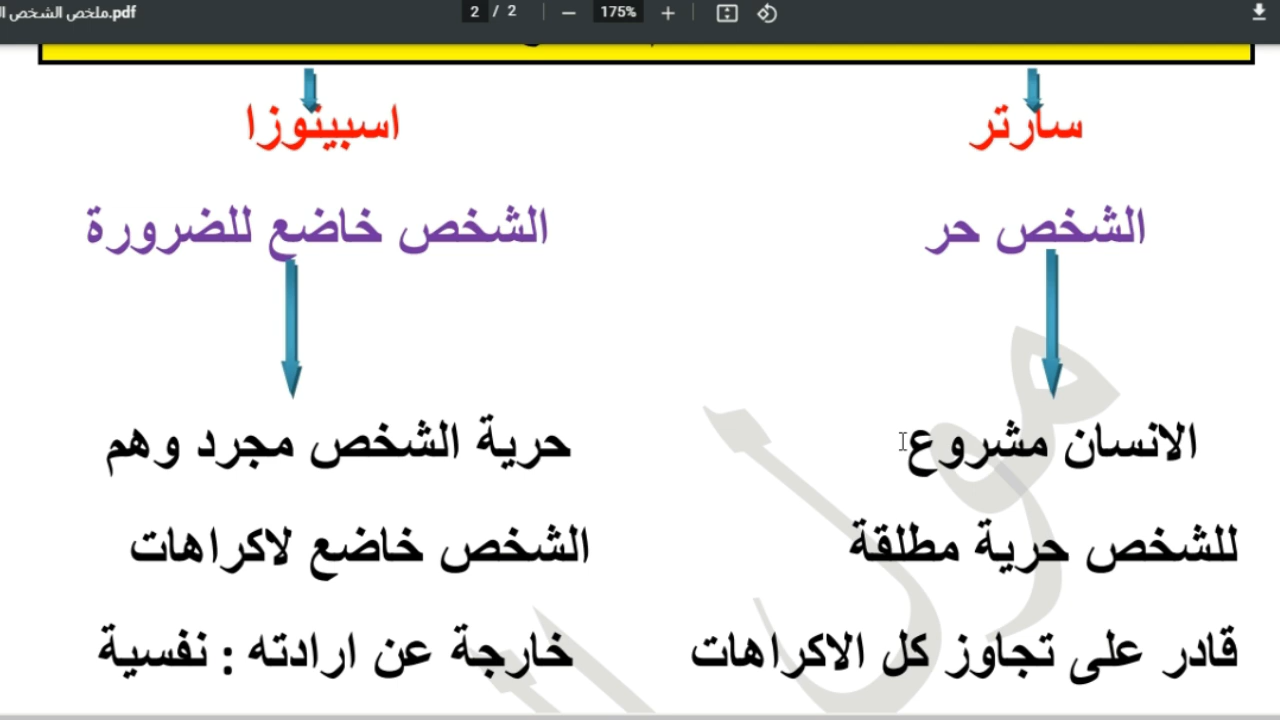 ملخص الشخص ال.pdf
2 / 2
175%
سارتر
اسبينوزا
الشخص حر
الشخص خاضع للضرورة
الانسان مشروع
حرية الشخص مجرد وهم
للشخص حرية مطلقة
الشخص خاضع لاكراهات
قادر على تجاوز كل الاكراهات
خارجة عن ارادته : نفسية